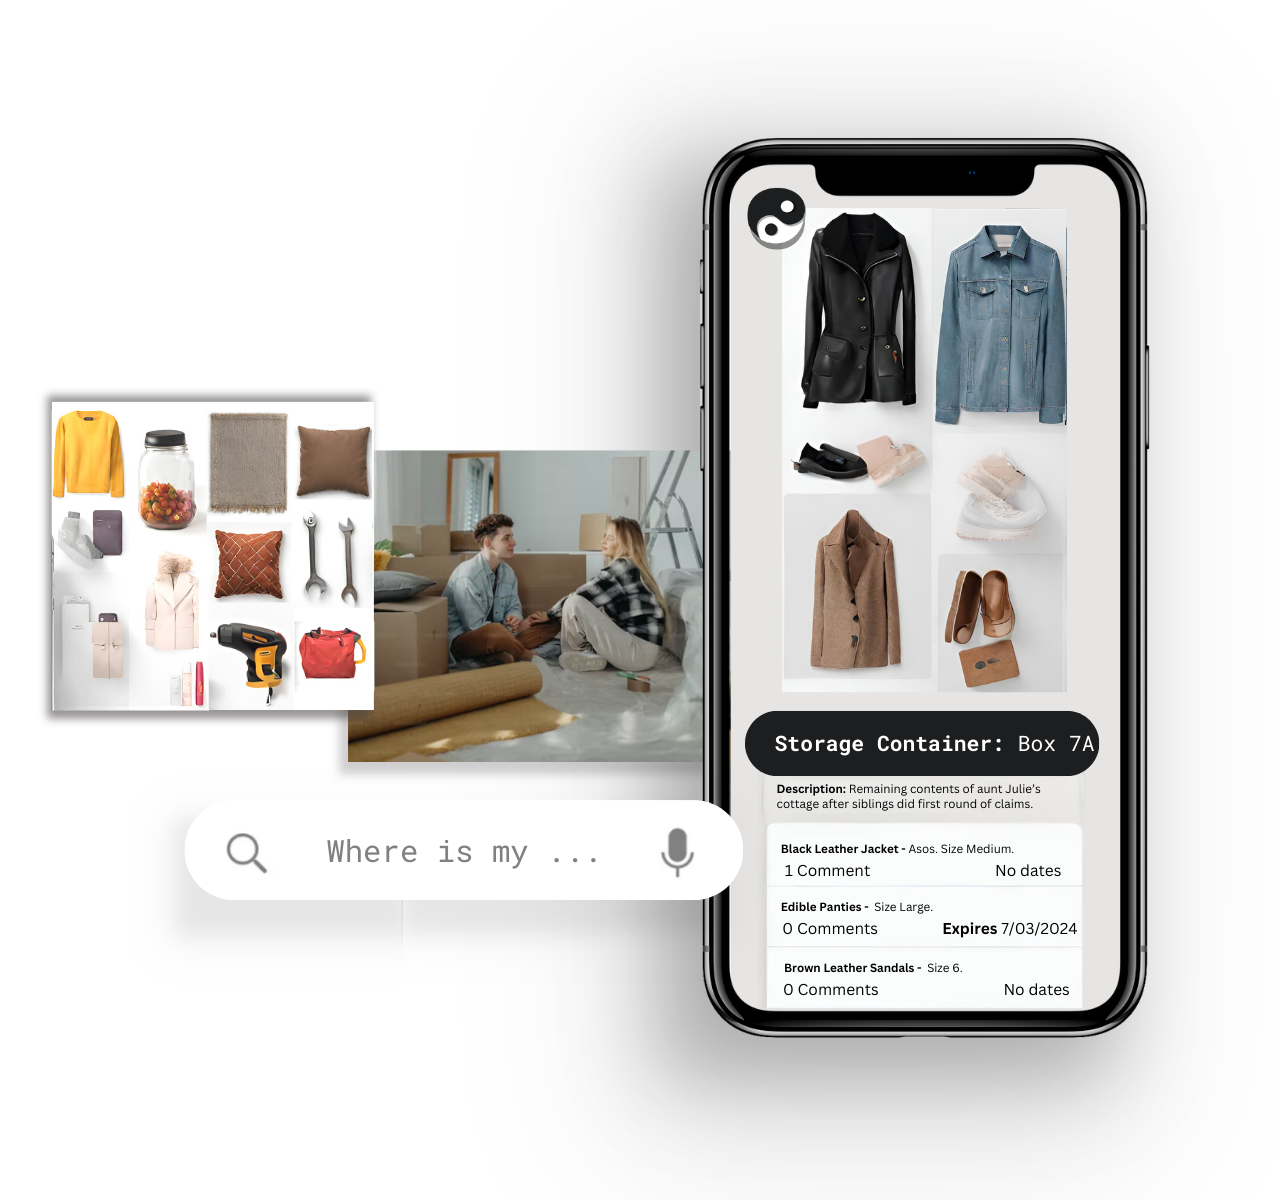 Where is my ...
Storage Container: Box 7A
Description: Remaining contents of aunt Julie's
cottage after siblings did first round of claims.
Black Leather Jacket - Asos. Size Medium.
1 Comment No dates
Edible Panties - Size Large.
0 Comments Expires 7/03/2024
Brown Leather Sandals - Size 6.
0 Comments No dates